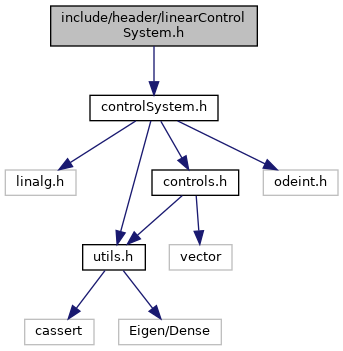 include/header/linearControl
System.h
controlSystem.h
linalg.h
controls.h
odeint.h
utils.h
vector
cassert
Eigen/Dense